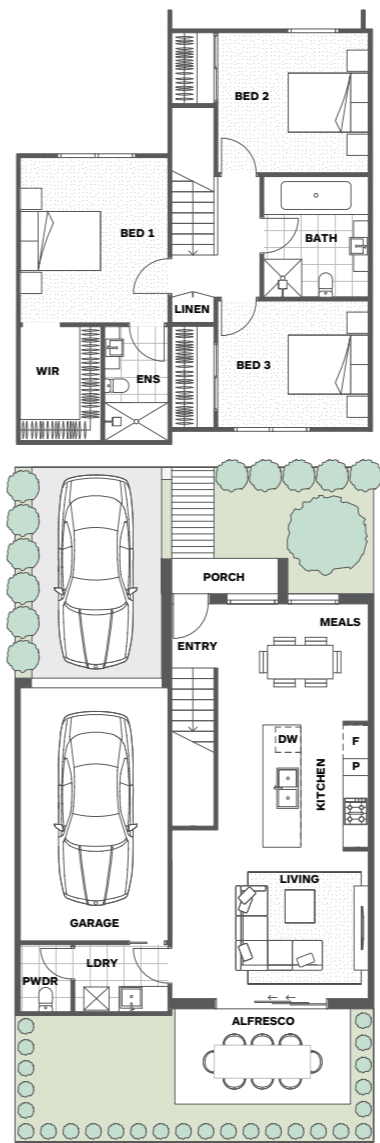 BED 2
BED 1
BATH
LINEN
WIR
ENS
BED 3
PORCH
MEALS
ENTRY
DW
F
P
KITCHEN
LIVING
GARAGE
LDRY
PWDR
ALFRESCO